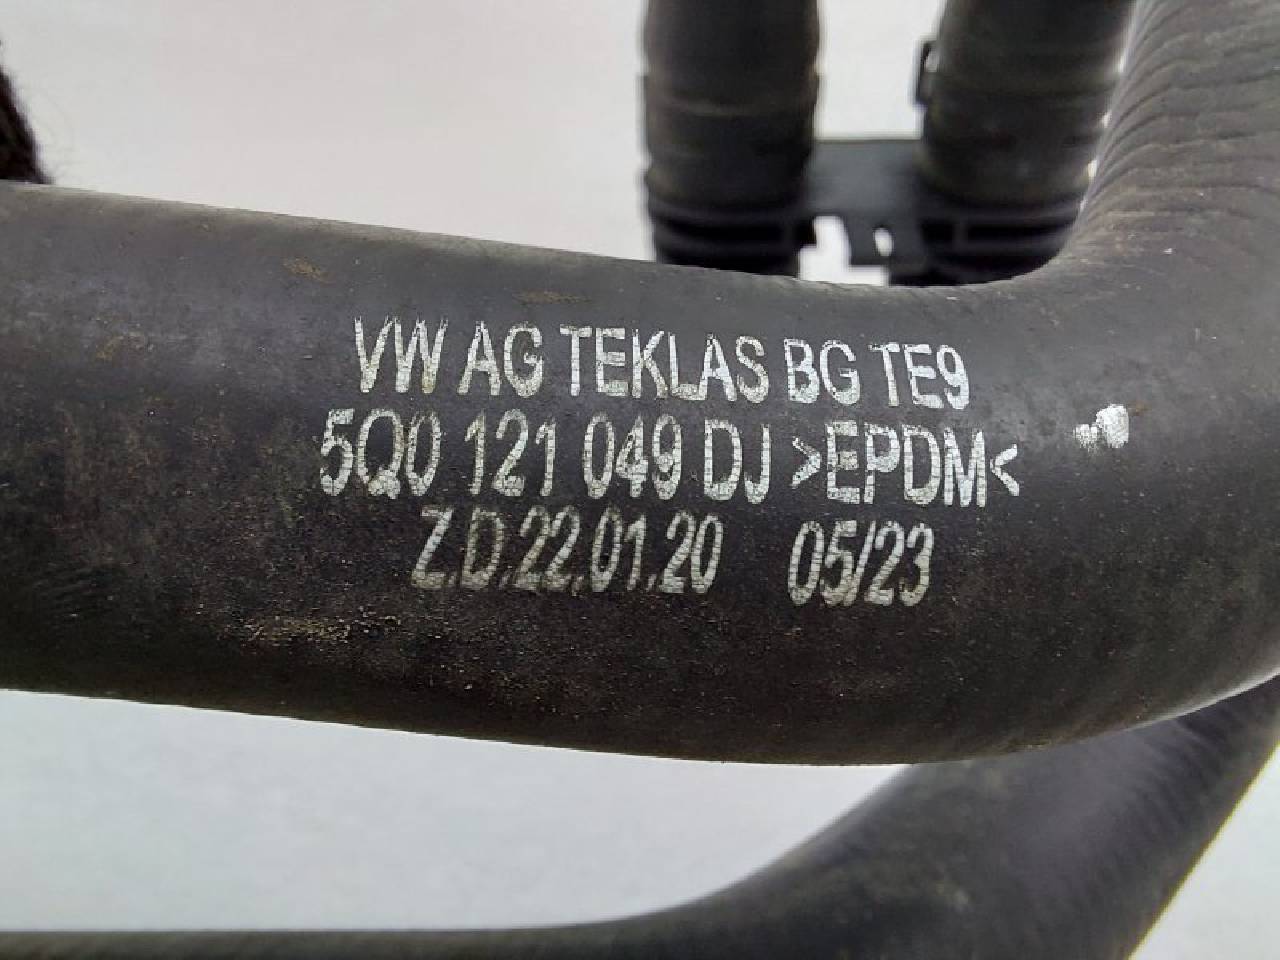 VW AG TEKLAS BG TE9
5Q0 121 049 DJ >EPDM<
Z.D.22.01.20 05/23